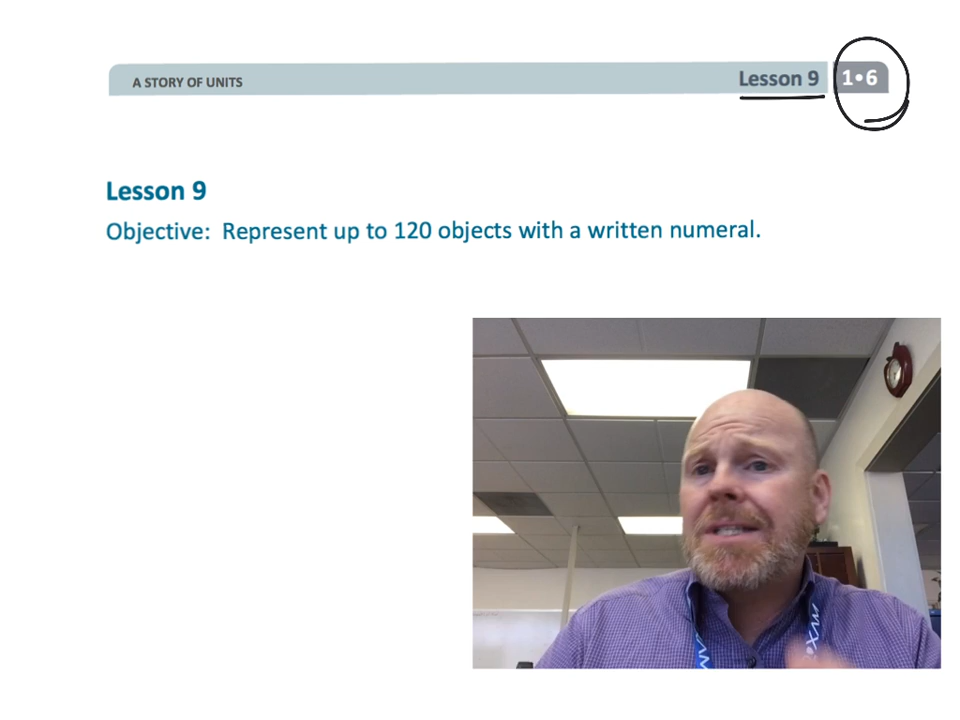 A STORY OF UNITS
Lesson 9
1•6
Lesson 9
Objective: Represent up to 120 objects with a written numeral.